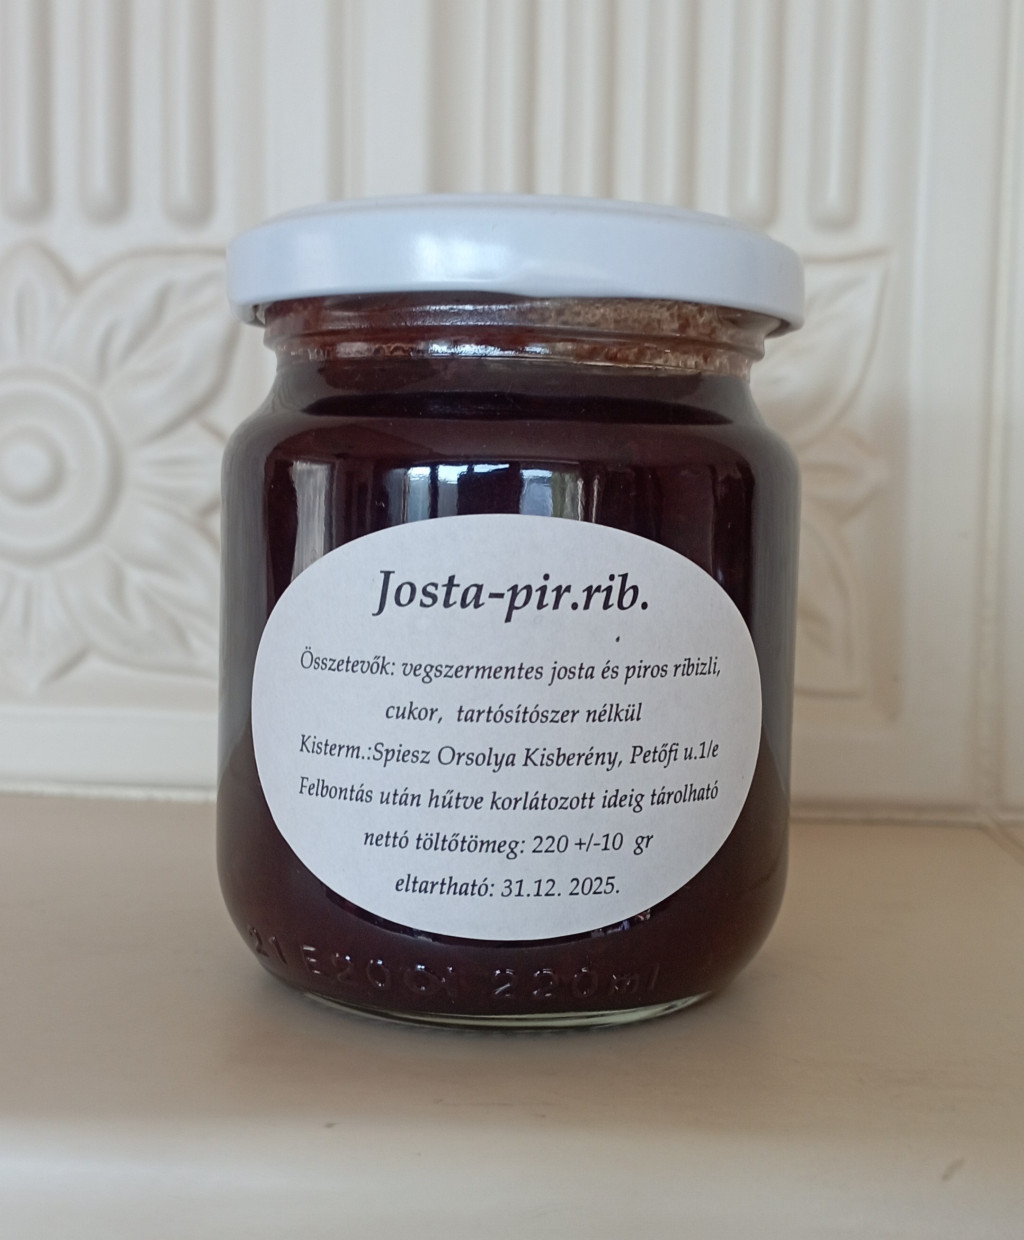 Josta-pir.rib.
Összetevők: vegszermentes josta és piros ribizli,
cukor, tartósítószer nélkül
Kisterm.:Spiesz Orsolya Kisberény, Petőfi u.1/e
Felbontás után hűtve korlátozott ideig tárolható
nettó töltőtömeg: 220 +/-10 gr
eltartható: 31.12. 2025.
220ml